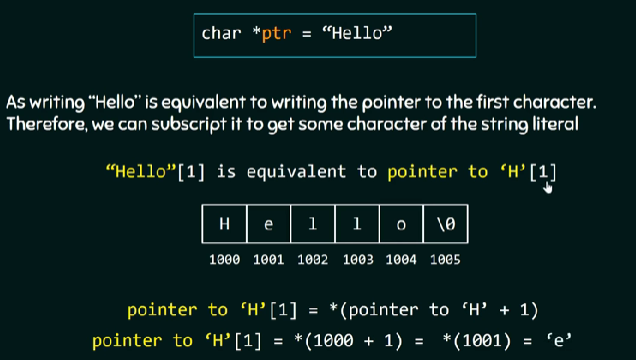 char *ptr = “Hello”
As writing “Hello” is equivalent to writing the pointer to the first character.
Therefore, we can subscript it to get some character of the string literal
“Hello”[1] is equivalent to pointer to ‘H’[1]
H e l l o \0
1000 1001 1002 1003 1004 1005
pointer to ‘H’[1] = *(pointer to ‘H’ + 1)
pointer to ‘H’[1] = *(1000 + 1) = *(1001) = ‘e’